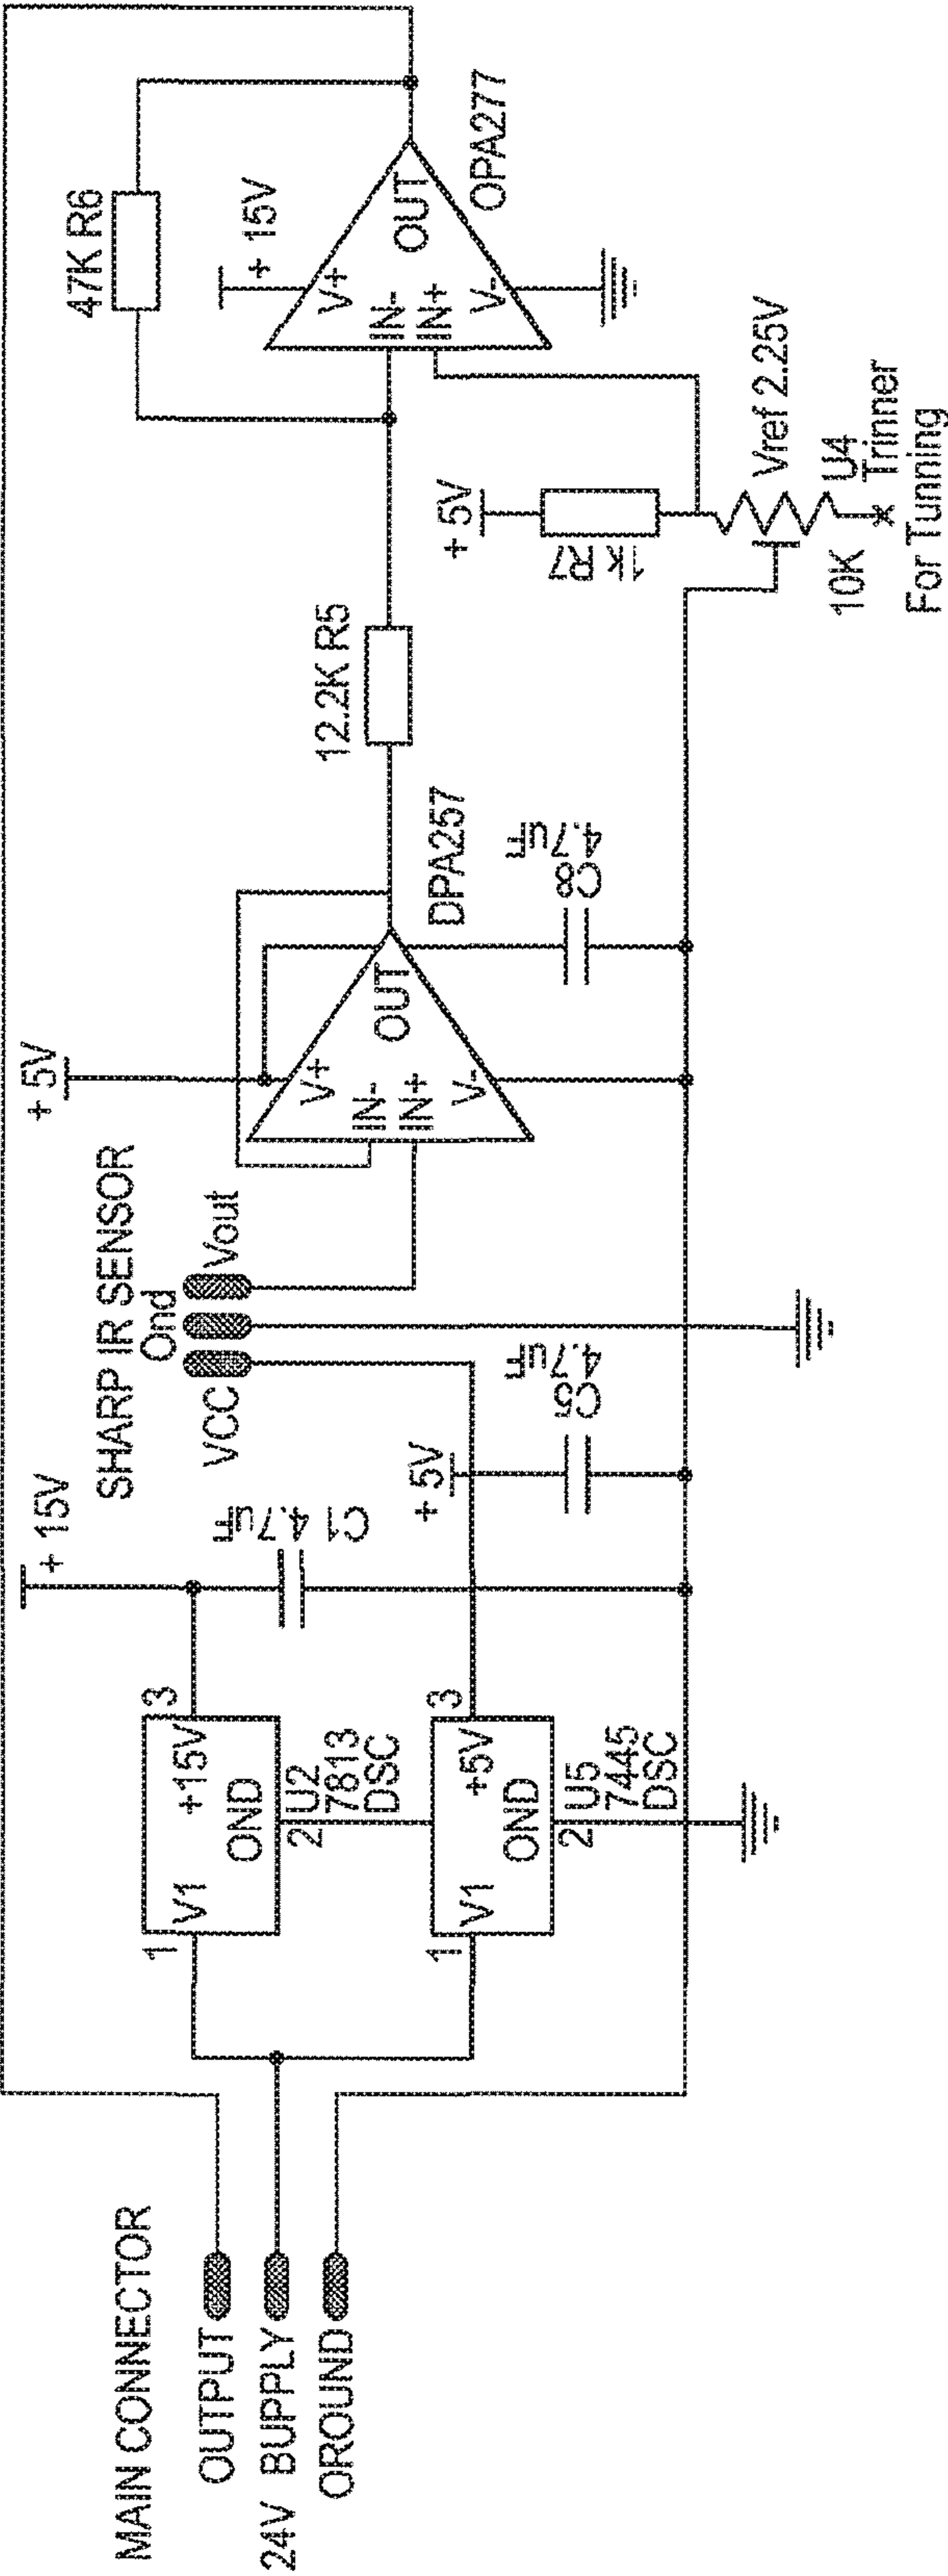 MAIN CONNECTOR
OUTPUT
24V BUPPLY
OROUND
1
V1
+15V
3
OND
2
U2
7813
DSC
1
V1
+5V
3
OND
2
U5
7445
DSC
+ 15V
C1 4.7uF
SHARP IR SENSOR
VCC
Ond
Vout
+ 5V
C5
4.7uF
+ 5V
V+
IN-
IN+
OUT
V-
DPA257
C8
4.7uF
12.2K R5
+ 5V
1k R7
47K R6
+ 15V
V+
IN-
IN+
OUT
V-
OPA277
Vref 2.25V
10K
U4
Trinner
For Tunning